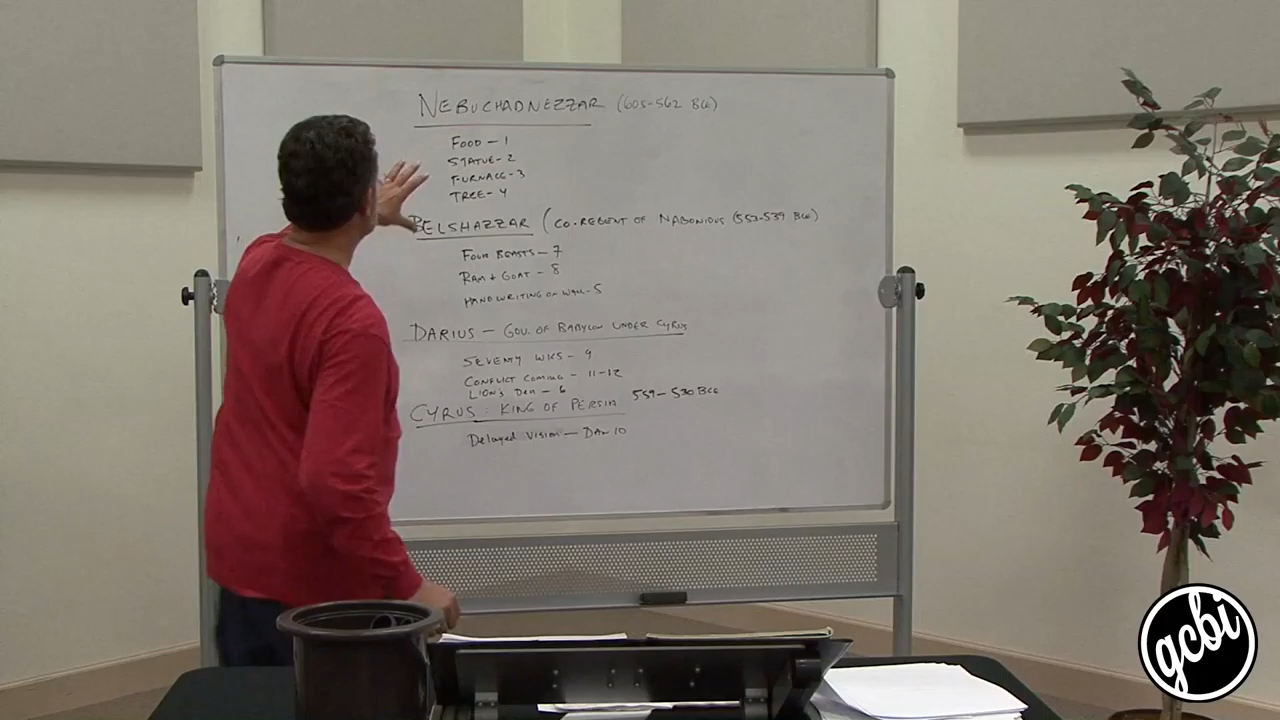 NEBUCHADNEZZAR (605-562 BCE)
FOOD - 1
STATUE - 2
FURNACE - 3
TREE - 4
BELSHAZZAR (CO-REGENT OF NABONIDUS (553-539 BCE)
FOUR BEASTS - 7
RAM + GOAT - 8
HANDWRITING ON WALL - 5
DARIUS - GOV. OF BABYLON UNDER CYRUS
SEVENTY WKS - 9
CONFLICT COMING - 11-12
LION'S DEN - 6
CYRUS: KING OF PERSIA 559-530 BCE
Delayed Vision - DAN 10
gcbi